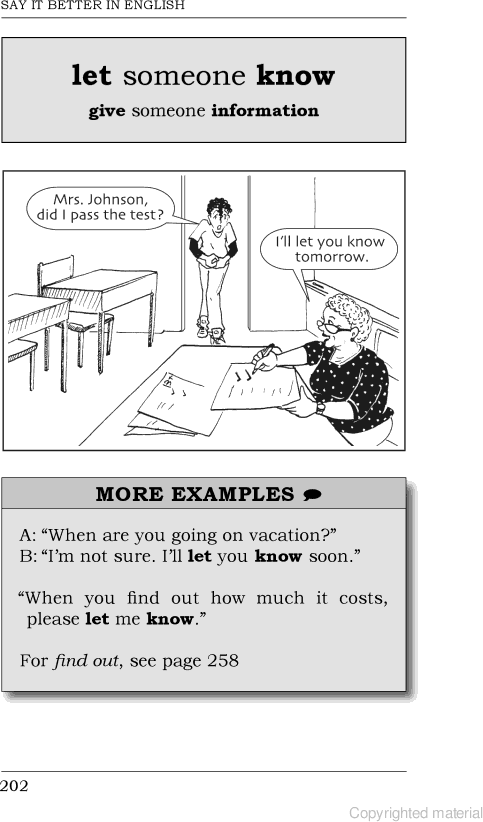 SAY IT BETTER IN ENGLISH
let someone know
give someone information
Mrs. Johnson,
did I pass the test?
I'll let you know
tomorrow.
MORE EXAMPLES
A: “When are you going on vacation?”
B: “I'm not sure. I'll let you know soon.”
“When you find out how much it costs,
please let me know.”
For find out, see page 258
202
Copyrighted material